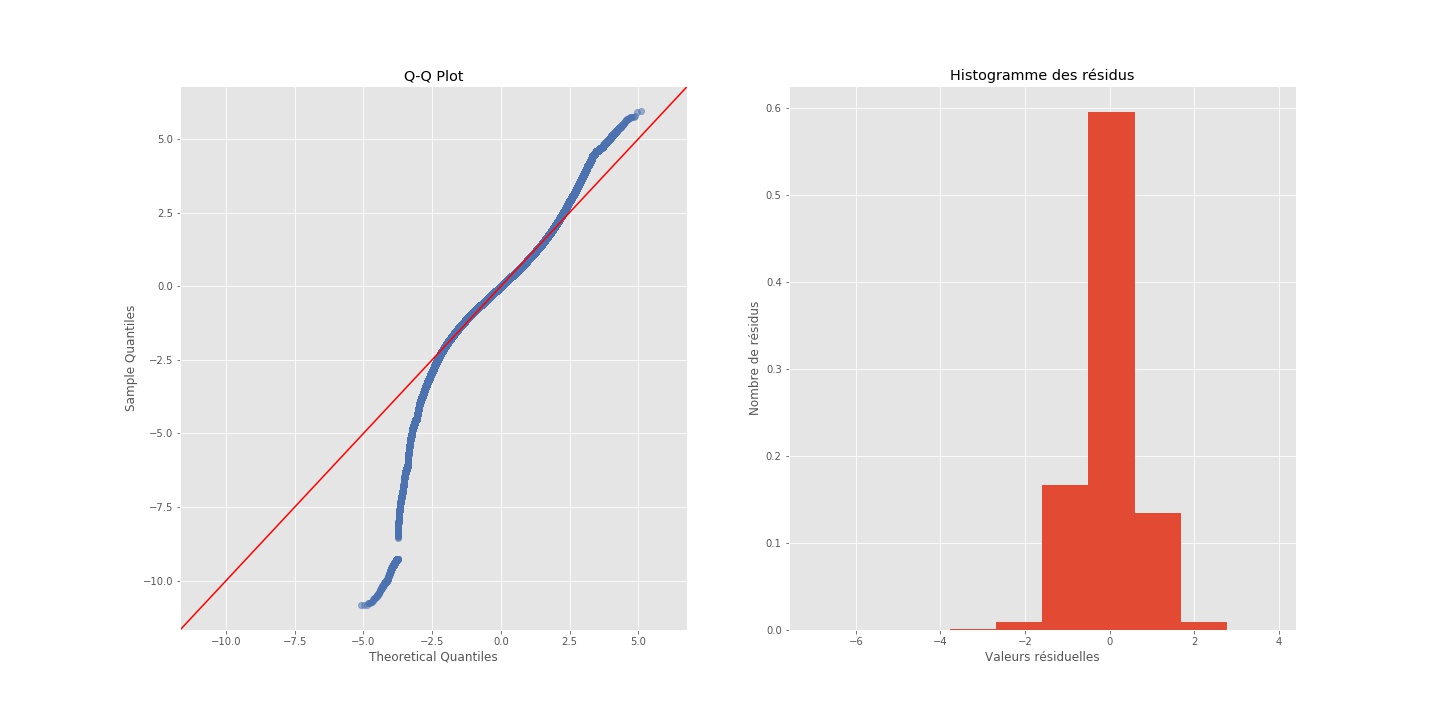 Q-Q Plot
5.0
2.5
0.0
−2.5
−5.0
−7.5
−10.0
Sample Quantiles
−10.0 −7.5 −5.0 −2.5 0.0 2.5 5.0
Theoretical Quantiles
Histogramme des résidus
0.6
0.5
0.4
0.3
0.2
0.1
0.0
Nombre de résidus
−6 −4 −2 0 2 4
Valeurs résiduelles